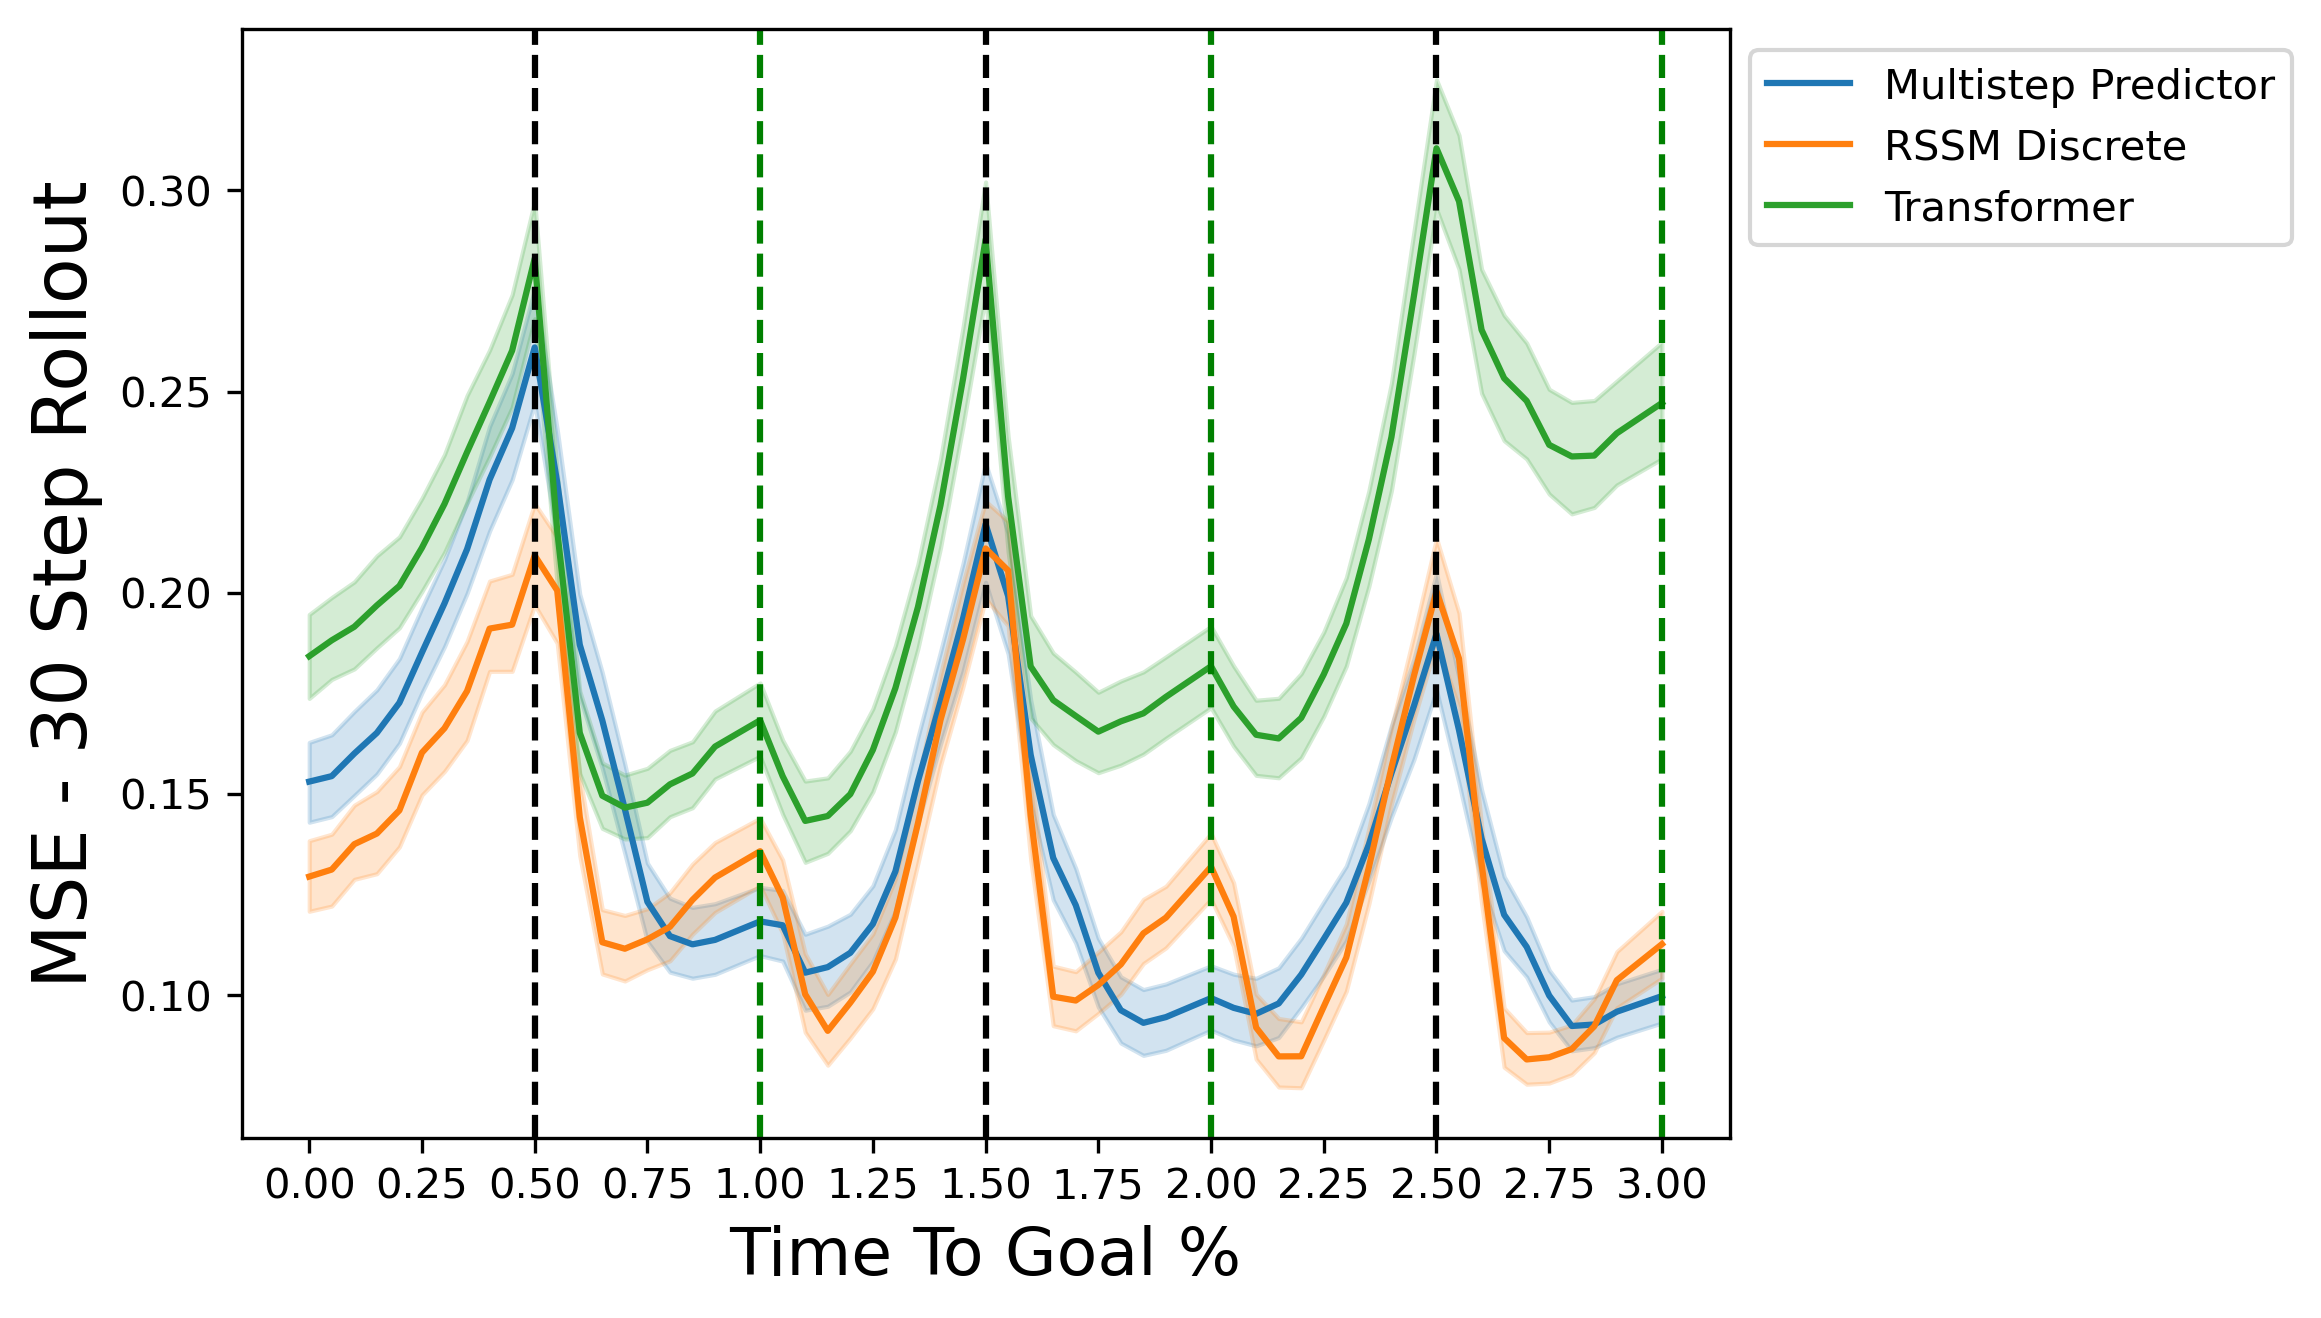 MSE - 30 Step Rollout
0.30
0.25
0.20
0.15
0.10
0.00 0.25 0.50 0.75 1.00 1.25 1.50 1.75 2.00 2.25 2.50 2.75 3.00
Time To Goal %
Multistep Predictor
RSSM Discrete
Transformer